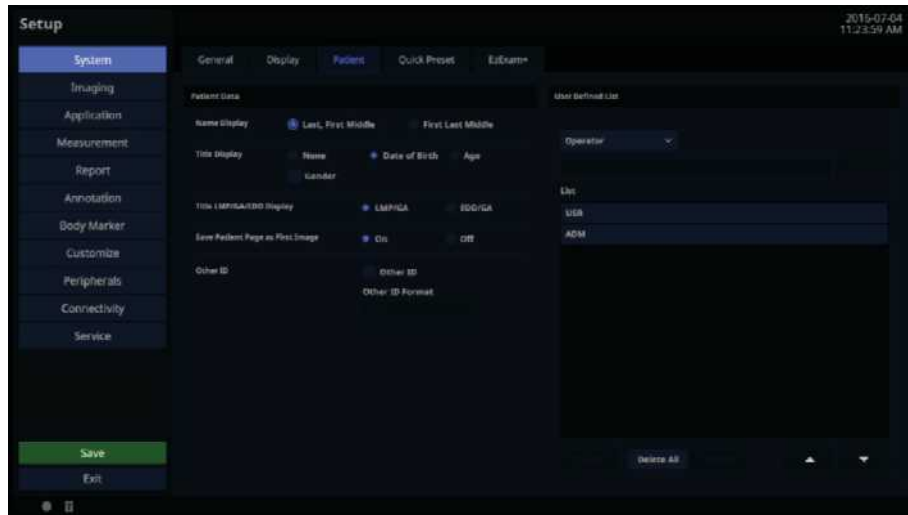 Setup
2015-07-04
11:23:59 AM
System
Imaging
Application
Measurement
Report
Annotation
Body Marker
Customize
Peripherals
Connectivity
Service
Save
Exit
General Display Patient Quick Preset EzExam+
Patient Data
Name Display Last, First Middle First Last Middle
Title Display None Date of Birth Age
Gender
Title LMP/GA/EDD Display LMP/GA EDD/GA
Save Patient Page as First Image On Off
Other ID Other ID
Other ID Format
User Defined List
Operator
List
USR
ADM
Delete All